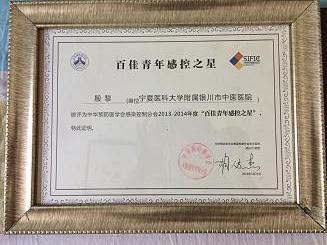 SIFIC
百佳青年感控之星
殷黎 (单位宁夏医科大学附属银川市中医医院)
被评为中华预防医学会感染控制分会2013-2014年度“百佳青年感控之星”,
特此证明。